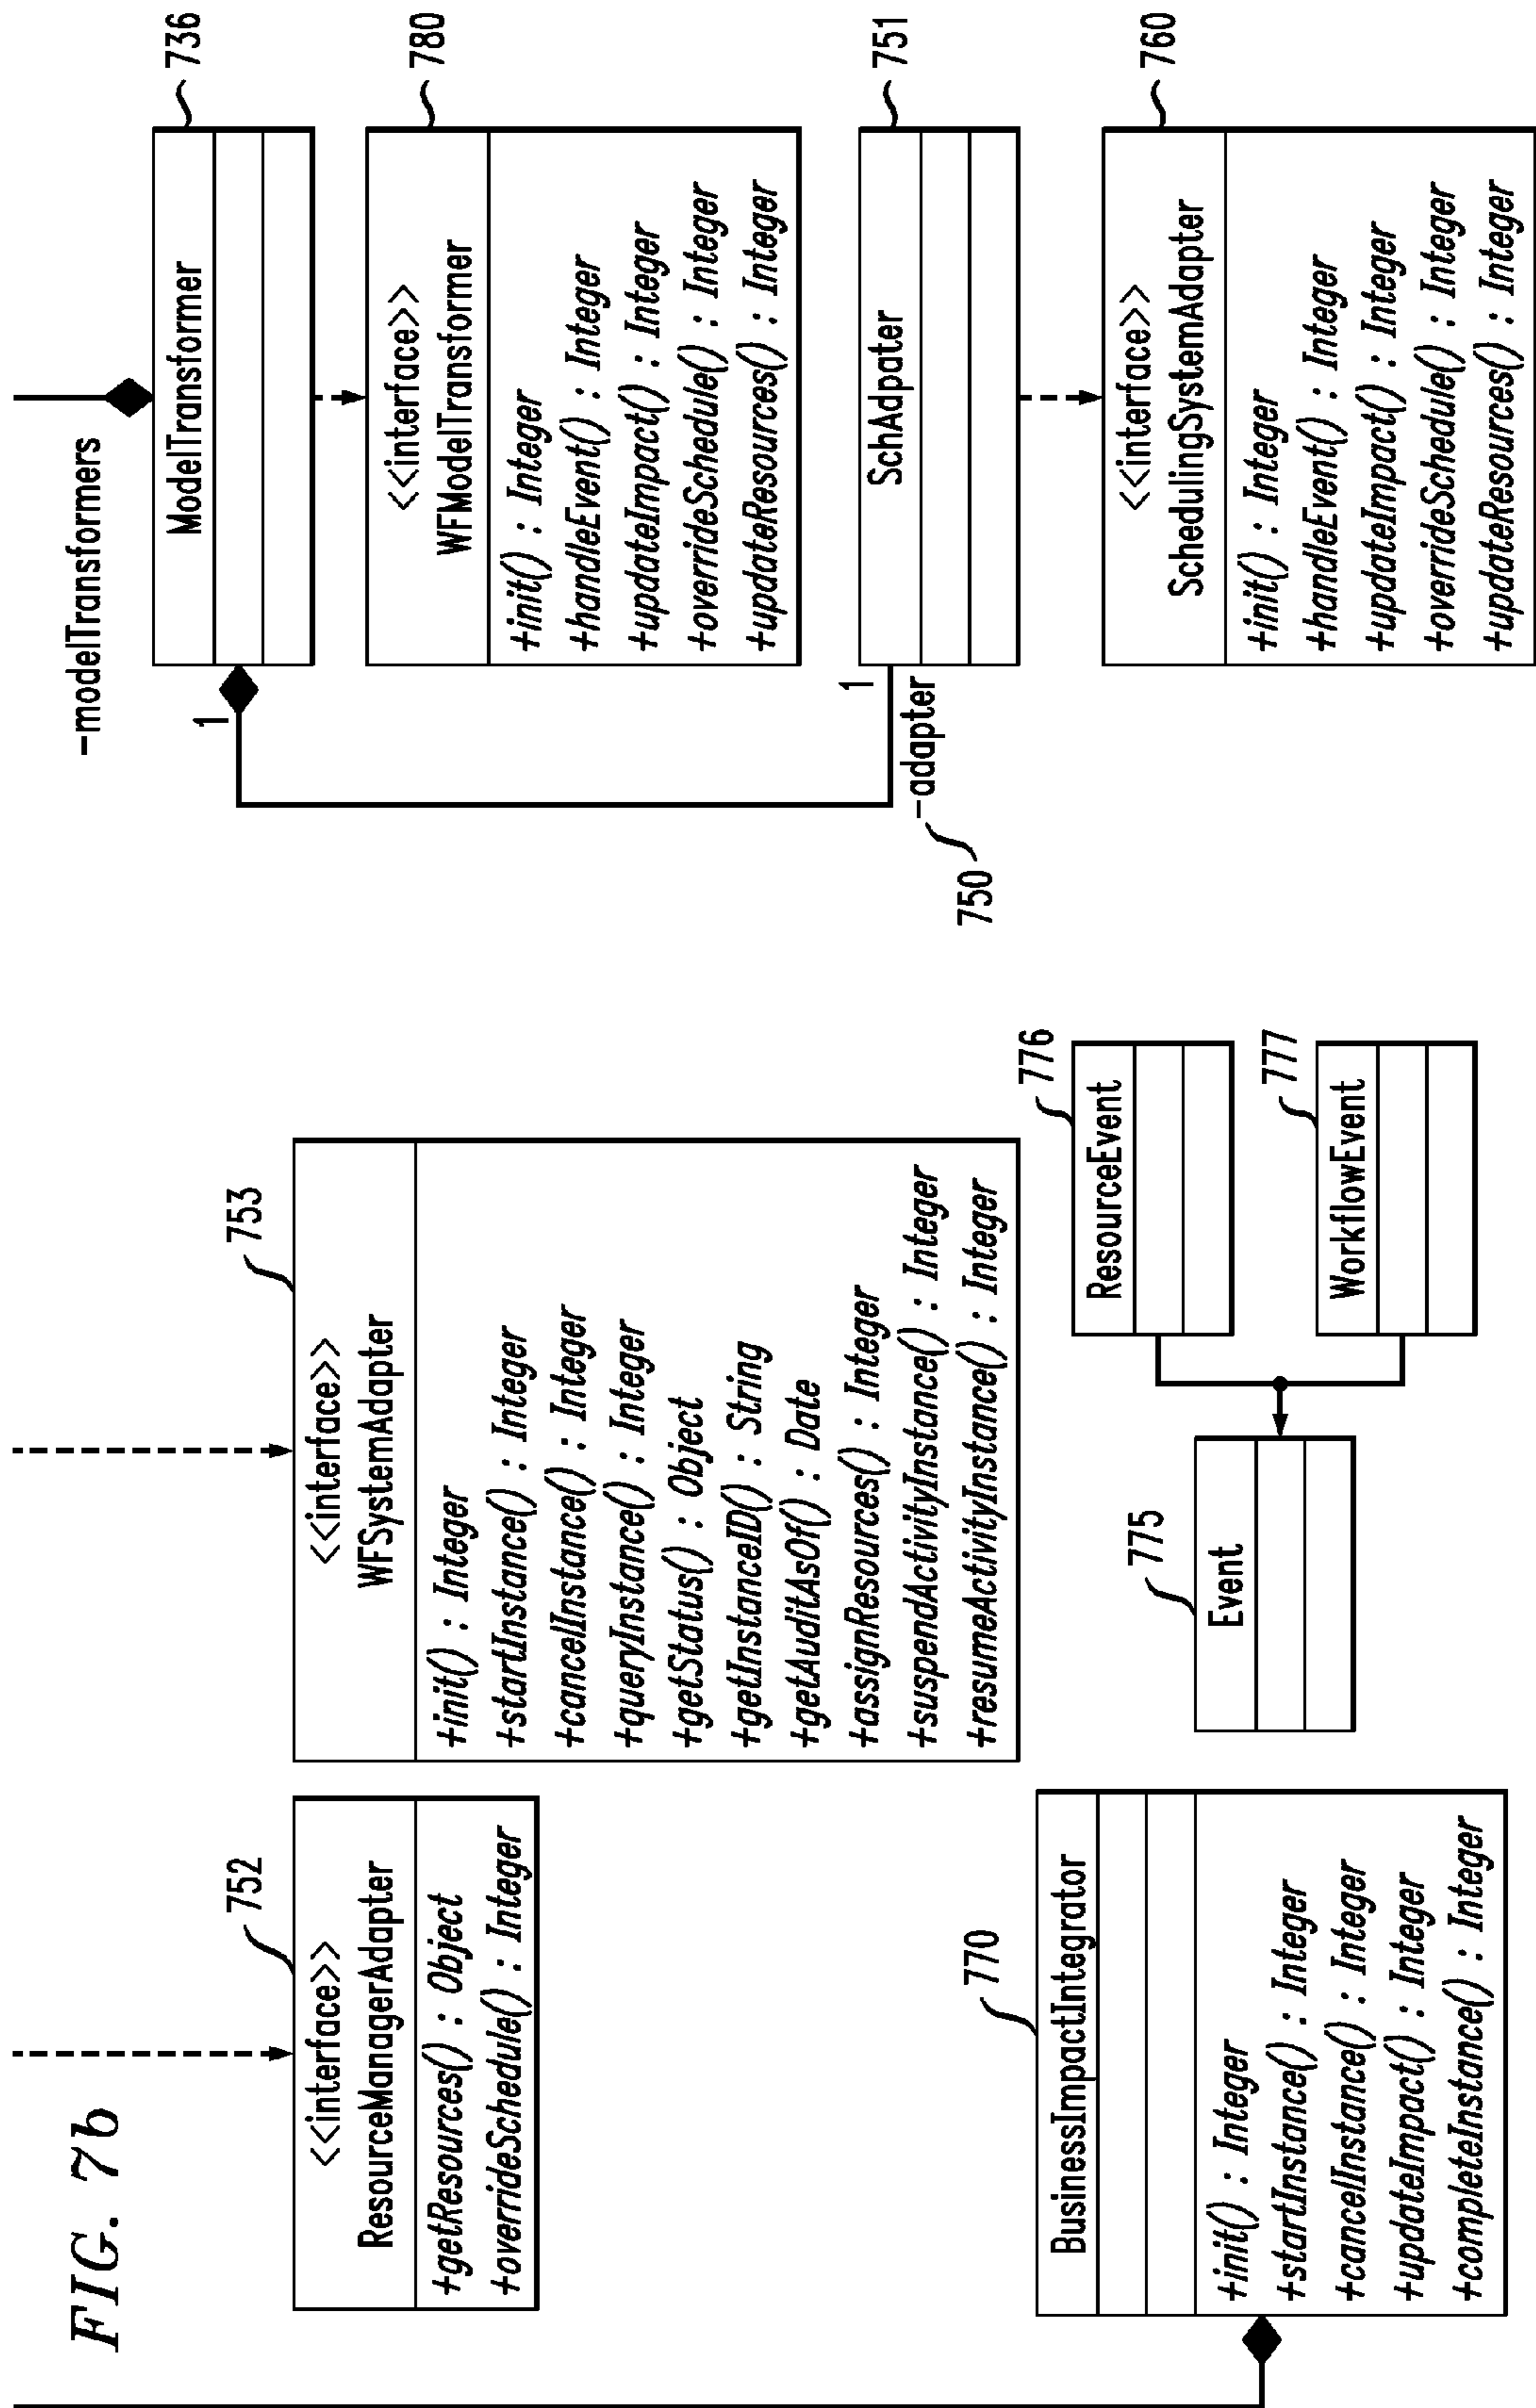 FIG. 7b
752
<<interface>>
ResourceManagerAdapter
+getResources() : Object
+overrideSchedule() : Integer
753
<<interface>>
WFSystemAdapter
+init() : Integer
+startInstance() : Integer
+cancelInstance() : Integer
+queryInstance() : Integer
+getStatus() : Object
+getInstanceID() : String
+getAuditAsOf() : Date
+assignResources() : Integer
+suspendActivityInstance() : Integer
+resumeActivityInstance() : Integer
-modelTransformers
736
ModelTransformer
1
780
<<interface>>
WFModelTransformer
+init() : Integer
+handleEvent() : Integer
+updateImpact() : Integer
+overrideSchedule() : Integer
+updateResources() : Integer
1
751
SchAdpater
-adapter
750
760
<<interface>>
SchedulingSystemAdapter
+init() : Integer
+handleEvent() : Integer
+updateImpact() : Integer
+overrideSchedule() : Integer
+updateResources() : Integer
770
BusinessImpactIntegrator
+init() : Integer
+startInstance() : Integer
+cancelInstance() : Integer
+updateImpact() : Integer
+completeInstance() : Integer
775
Event
776
ResourceEvent
777
WorkflowEvent